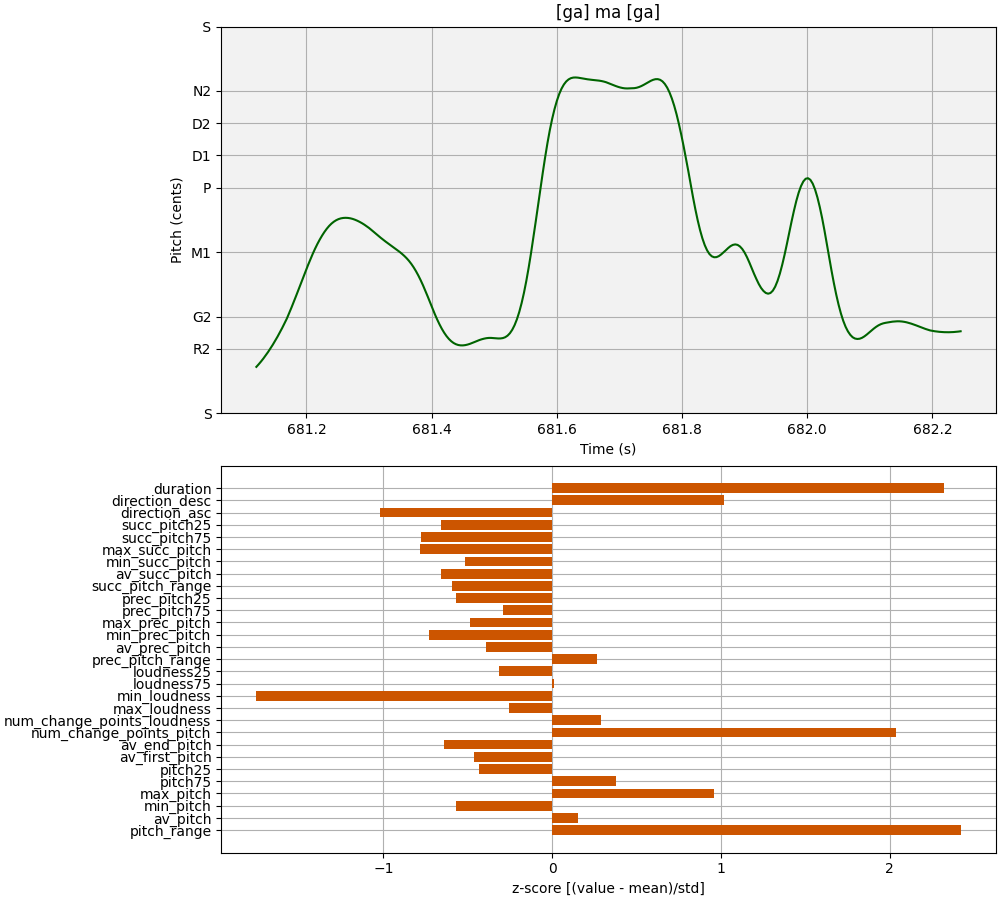 [ga] ma [ga]
S
N2
D2
D1
P
M1
G2
R2
S
Pitch (cents)
681.2 681.4 681.6 681.8 682.0 682.2
Time (s)
duration
direction_desc
direction_asc
succ_pitch25
succ_pitch75
max_succ_pitch
min_succ_pitch
av_succ_pitch
succ_pitch_range
prec_pitch25
prec_pitch75
max_prec_pitch
min_prec_pitch
av_prec_pitch
prec_pitch_range
loudness25
loudness75
min_loudness
max_loudness
num_change_points_loudness
num_change_points_pitch
av_end_pitch
av_first_pitch
pitch25
pitch75
max_pitch
min_pitch
av_pitch
pitch_range
−1 0 1 2
z-score [(value - mean)/std]